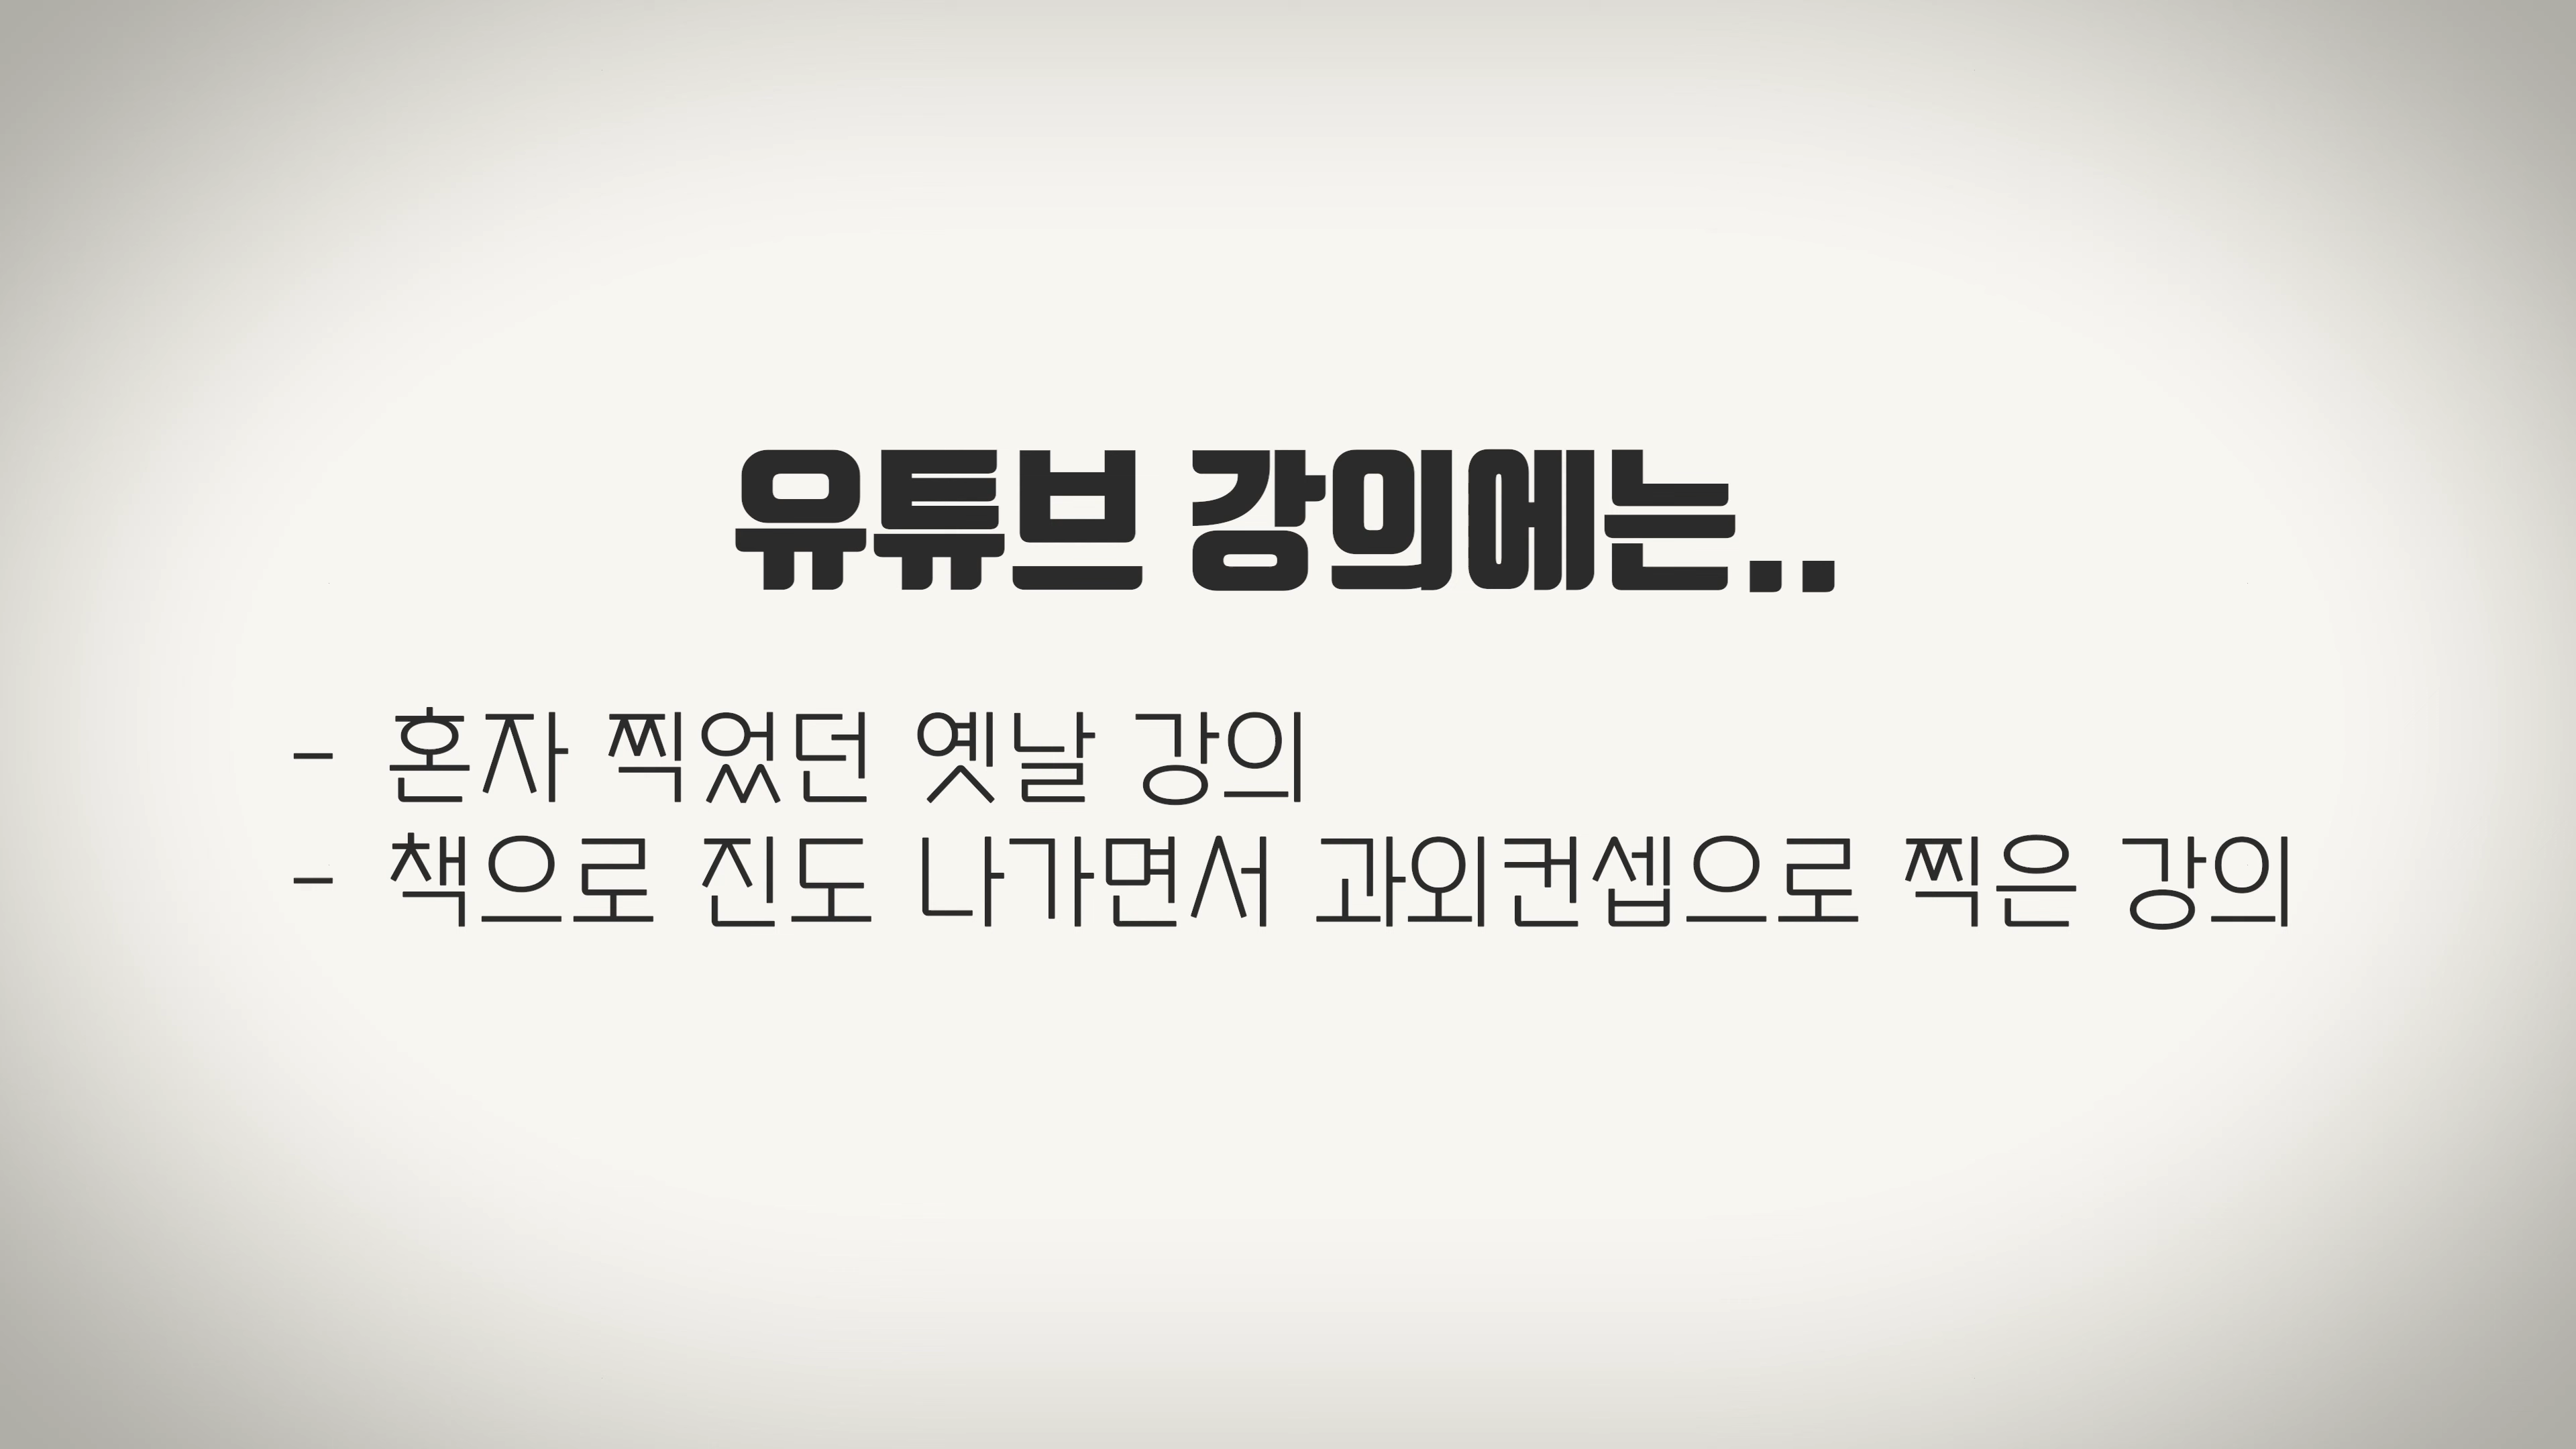 유튜브 강의에는..
- 혼자 찍었던 옛날 강의
- 책으로 진도 나가면서 과외컨셉으로 찍은 강의